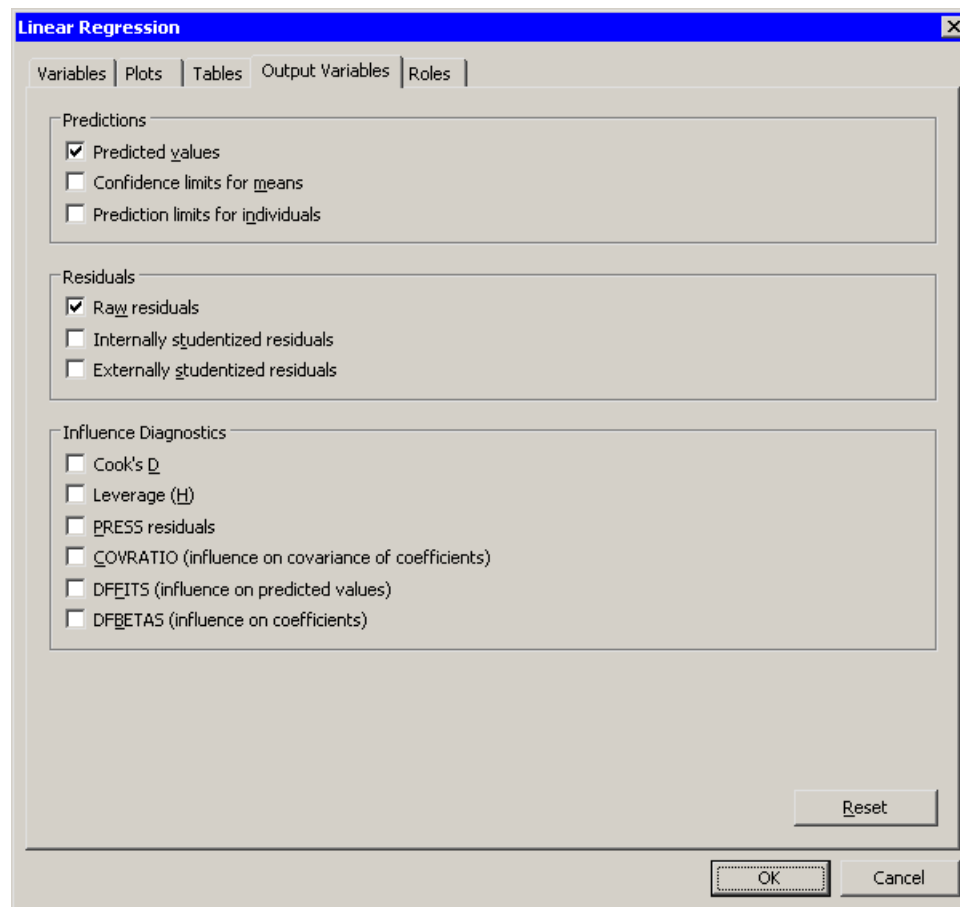 Linear Regression
Variables Plots Tables Output Variables Roles
Predictions
Predicted values
Confidence limits for means
Prediction limits for individuals
Residuals
Raw residuals
Internally studentized residuals
Externally studentized residuals
Influence Diagnostics
Cook's D
Leverage (H)
PRESS residuals
COVRATIO (influence on covariance of coefficients)
DFFITS (influence on predicted values)
DFBETAS (influence on coefficients)
Reset
OK Cancel